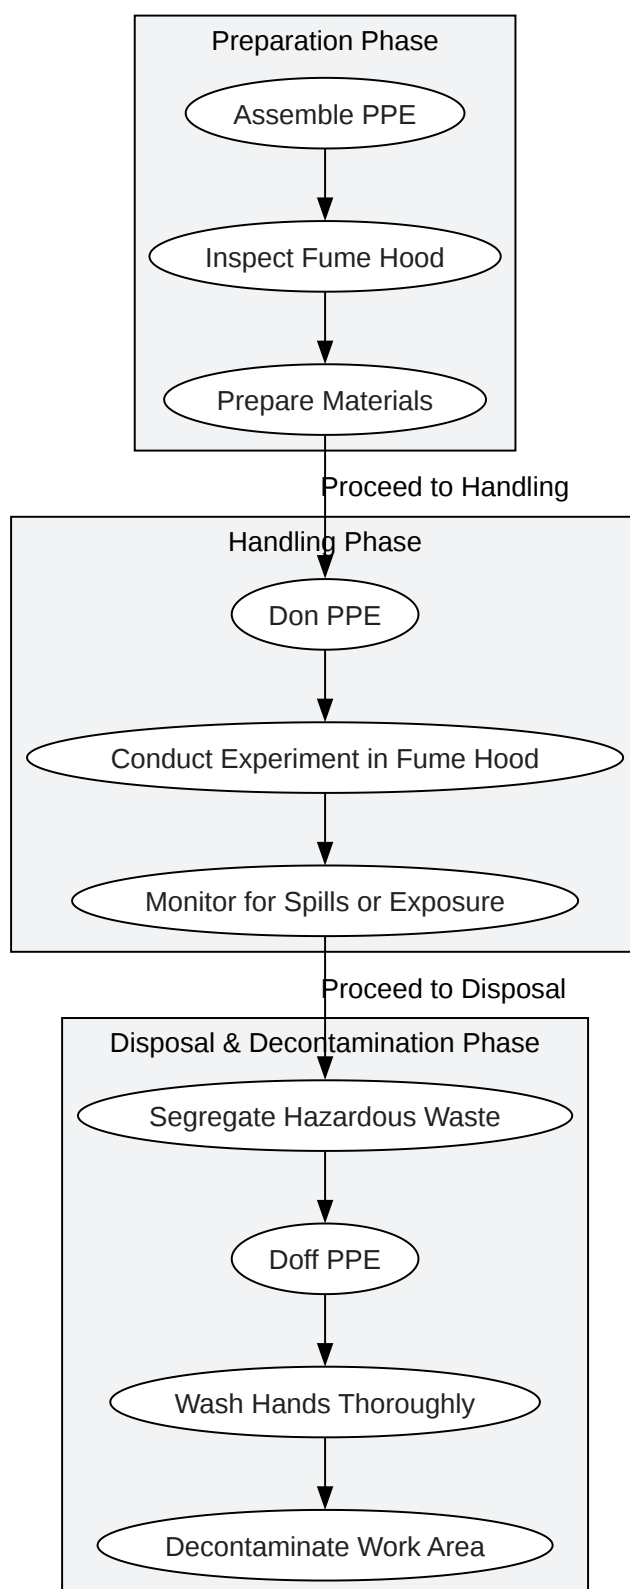 Preparation Phase
Assemble PPE
Inspect Fume Hood
Prepare Materials
Proceed to Handling
Handling Phase
Don PPE
Conduct Experiment in Fume Hood
Monitor for Spills or Exposure
Proceed to Disposal
Disposal & Decontamination Phase
Segregate Hazardous Waste
Doff PPE
Wash Hands Thoroughly
Decontaminate Work Area